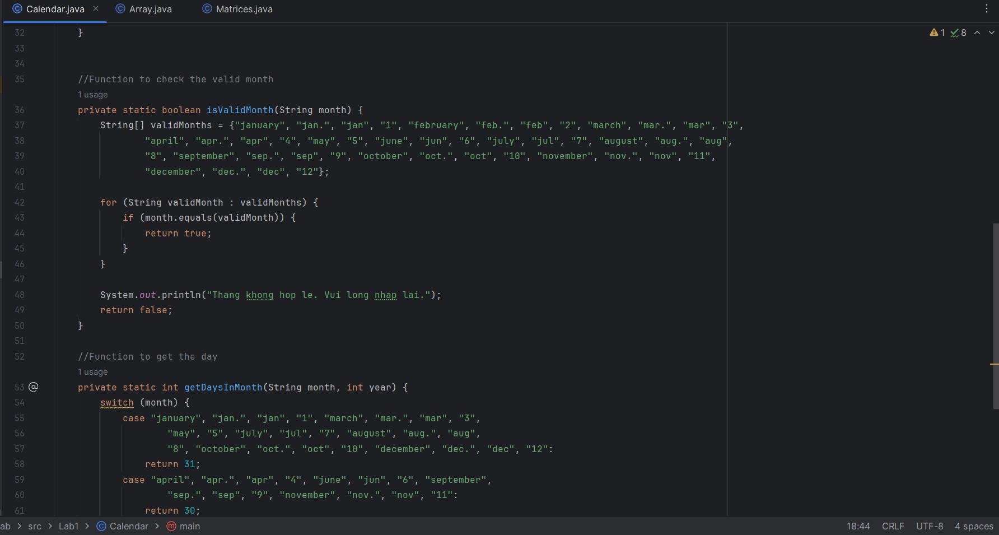 Calendar.java Array.java Matrices.java
1 8
32 }
33
34
35 //Function to check the valid month
1 usage
36 private static boolean isValidMonth(String month) {
37 String[] validMonths = {"january", "jan.", "jan", "1", "february", "feb.", "feb", "2", "march", "mar.", "mar", "3",
38 "april", "apr.", "apr", "4", "may", "5", "june", "jun", "6", "july", "jul", "7", "august", "aug.", "aug",
39 "8", "september", "sep.", "sep", "9", "october", "oct.", "oct", "10", "november", "nov.", "nov", "11",
40 "december", "dec.", "dec", "12"};
41
42 for (String validMonth : validMonths) {
43 if (month.equals(validMonth)) {
44 return true;
45 }
46 }
47
48 System.out.println("Thang khong hop le. Vui long nhap lai.");
49 return false;
50 }
51
52 //Function to get the day
1 usage
53 @ private static int getDaysInMonth(String month, int year) {
54 switch (month) {
55 case "january", "jan.", "jan", "1", "march", "mar.", "mar", "3",
56 "may", "5", "july", "jul", "7", "august", "aug.", "aug",
57 "8", "october", "oct.", "oct", "10", "december", "dec.", "dec", "12":
58 return 31;
59 case "april", "apr.", "apr", "4", "june", "jun", "6", "september",
60 "sep.", "sep", "9", "november", "nov.", "nov", "11":
61 return 30;
ab > src > Lab1 > Calendar > main 18:44 CRLF UTF-8 4 spaces